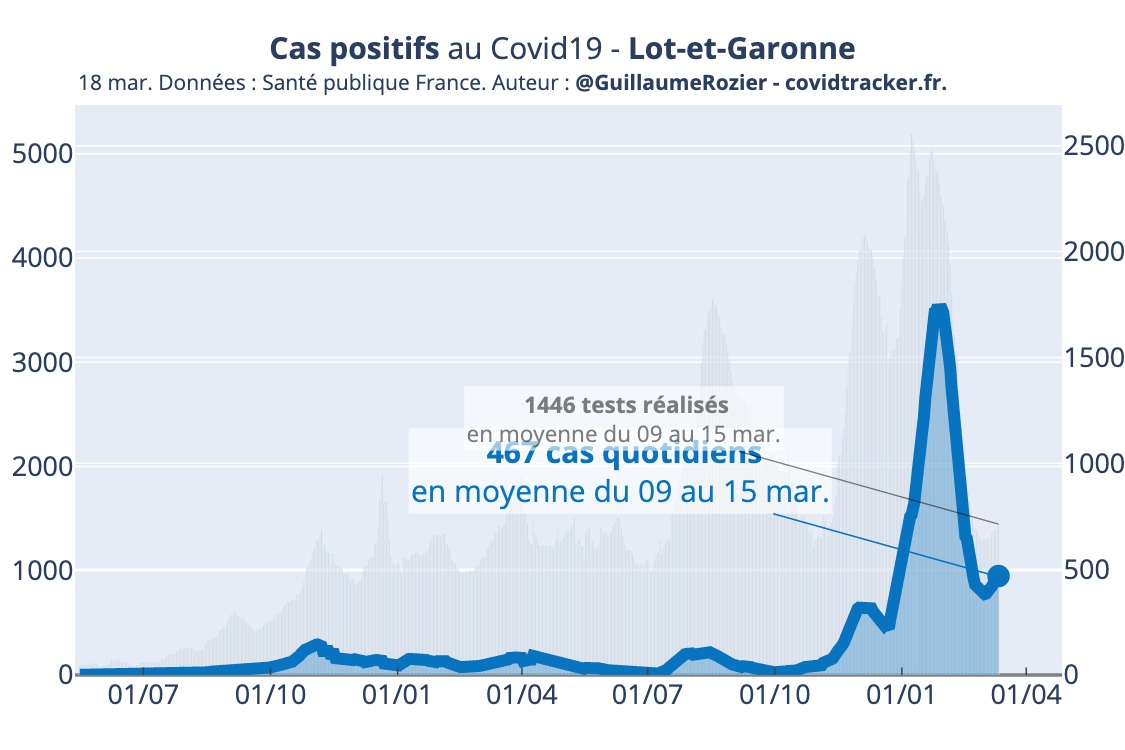 Cas positifs au Covid19 - Lot-et-Garonne
18 mar. Données : Santé publique France. Auteur : @GuillaumeRozier - covidtracker.fr.
5000
4000
3000
2000
1000
0
2500
2000
1500
1000
500
0
1446 tests réalisés
en moyenne du 09 au 15 mar.
467 cas quotidiens
en moyenne du 09 au 15 mar.
01/07 01/10 01/01 01/04 01/07 01/10 01/01 01/04